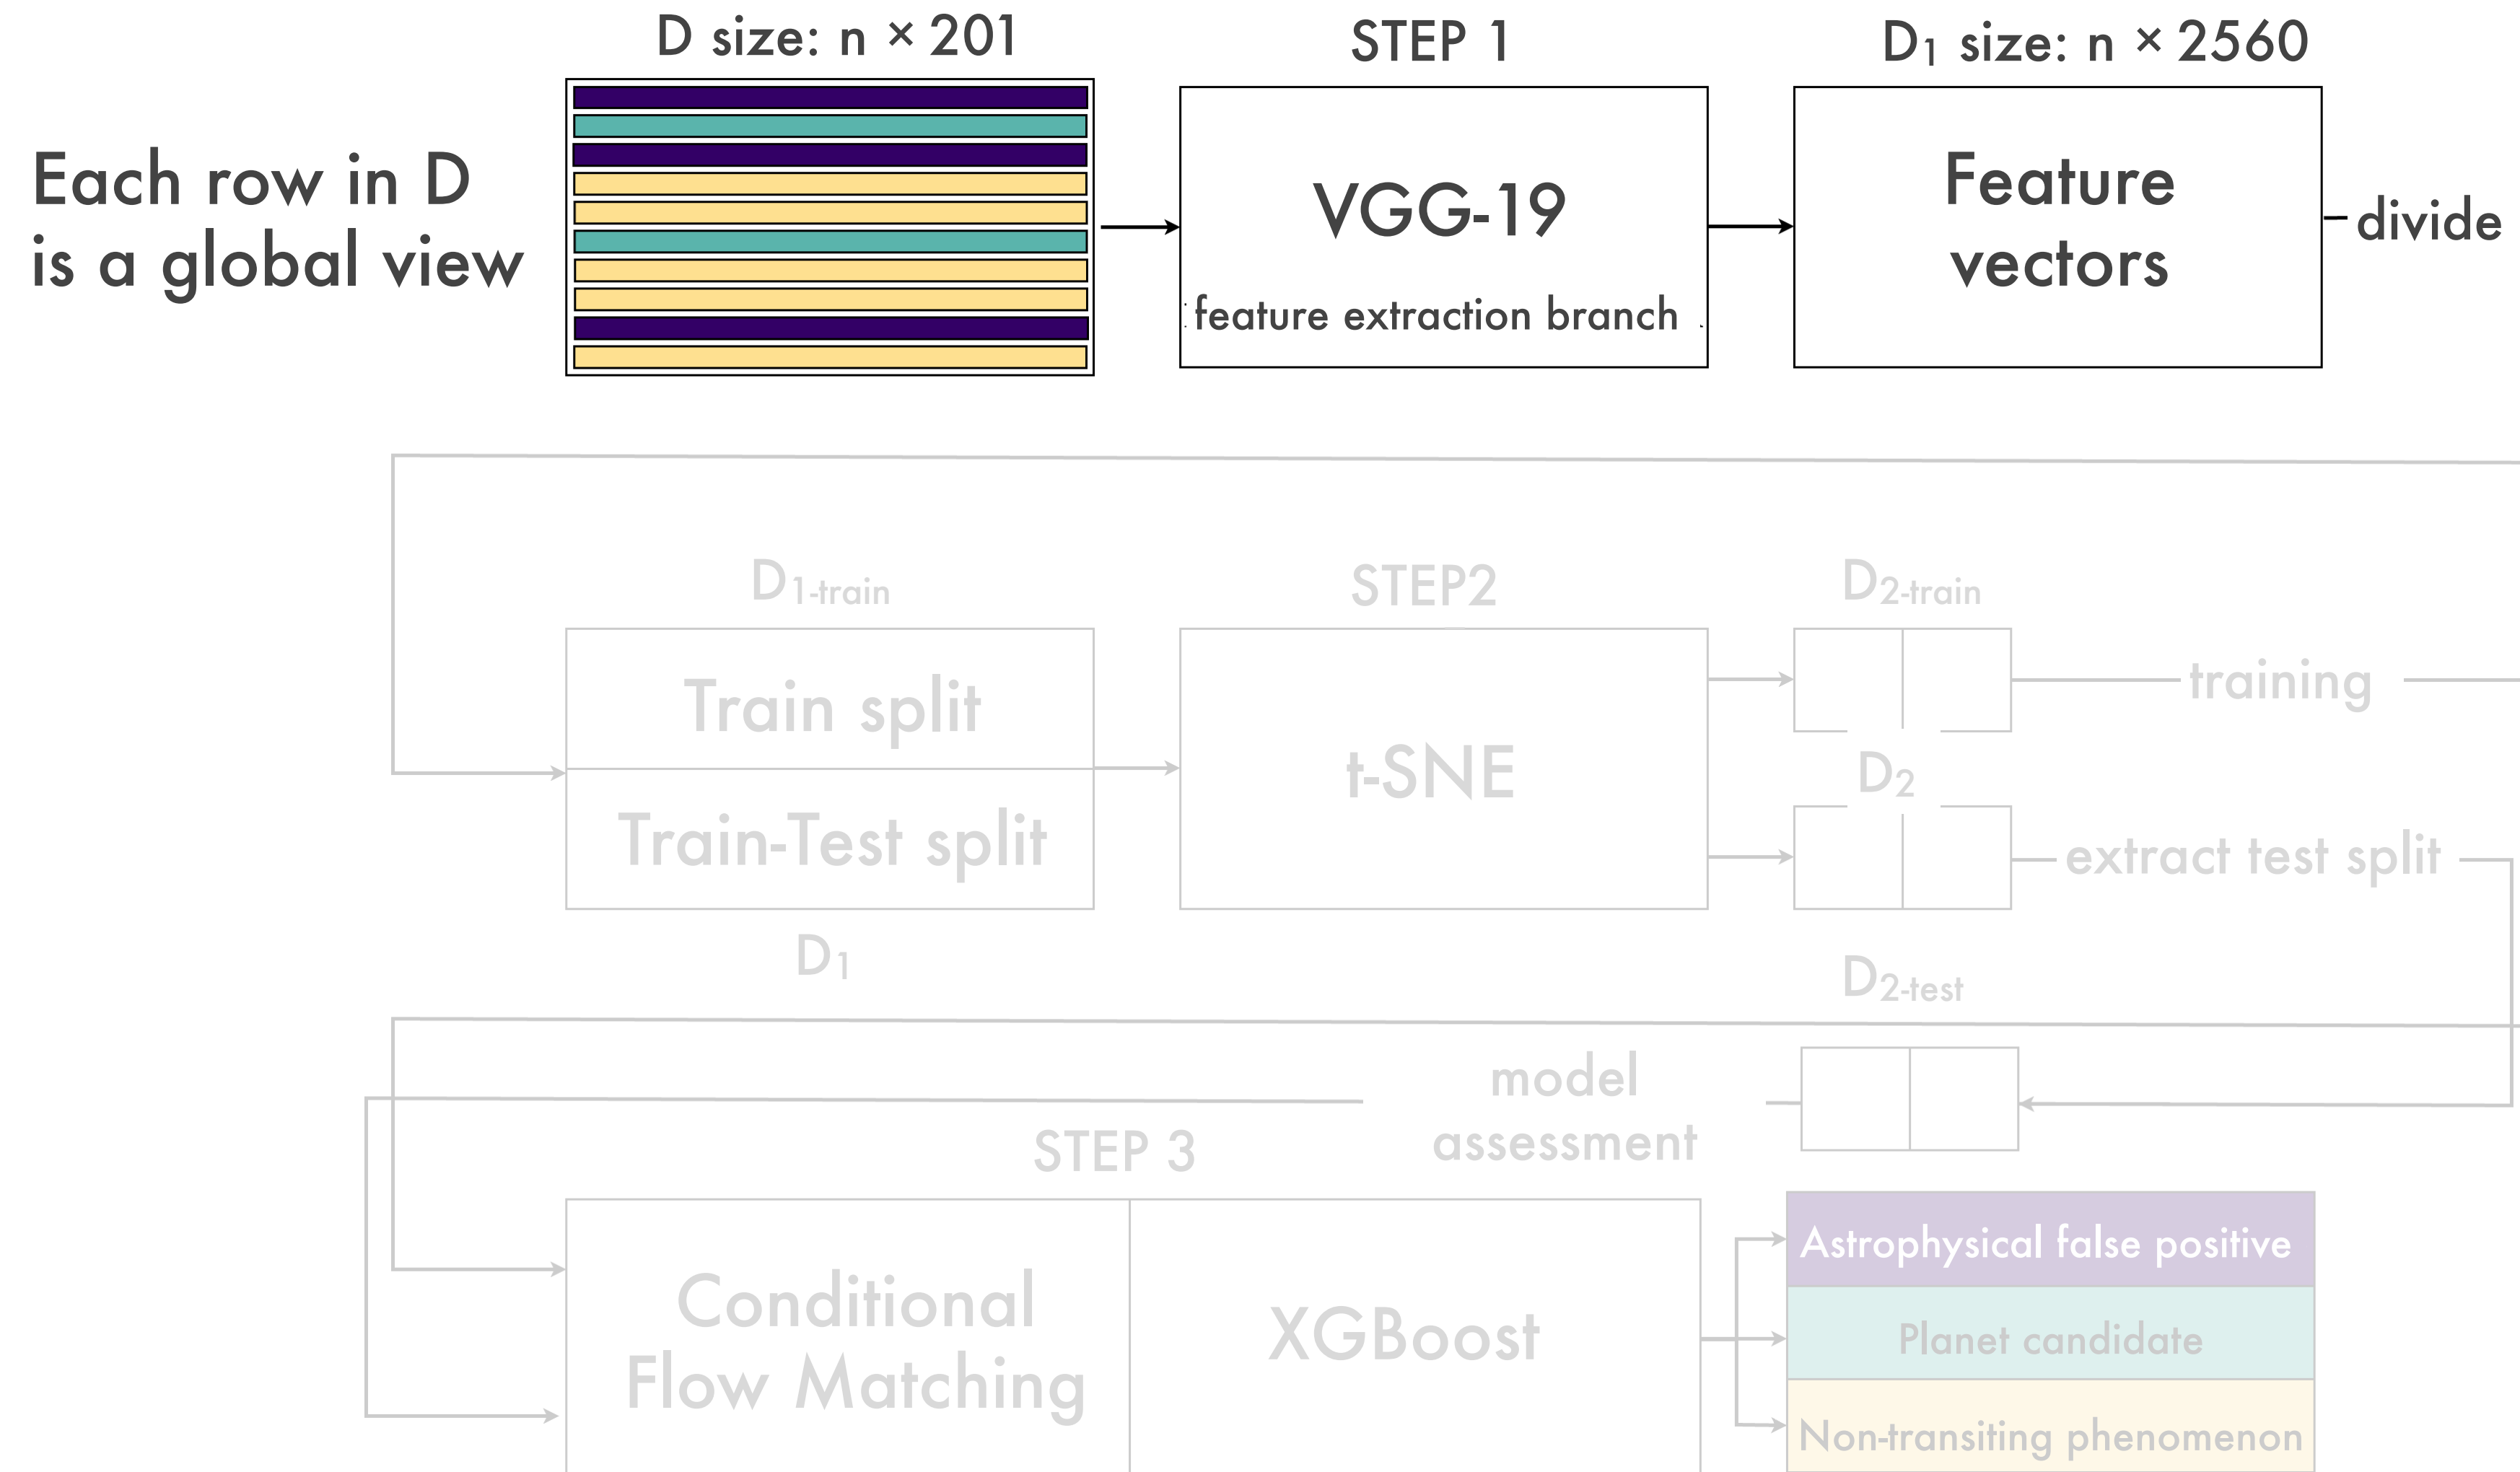 D size: n × 201
STEP 1
D₁ size: n × 2560
Each row in D
is a global view
VGG-19
feature extraction branch
Feature
vectors
divide
D₁₋train
STEP2
D₂₋train
Train split
Train-Test split
t-SNE
training
D₂
extract test split
D₁
D₂₋test
model
assessment
STEP 3
Conditional
Flow Matching
XGBoost
Astrophysical false positive
Planet candidate
Non-transiting phenomenon